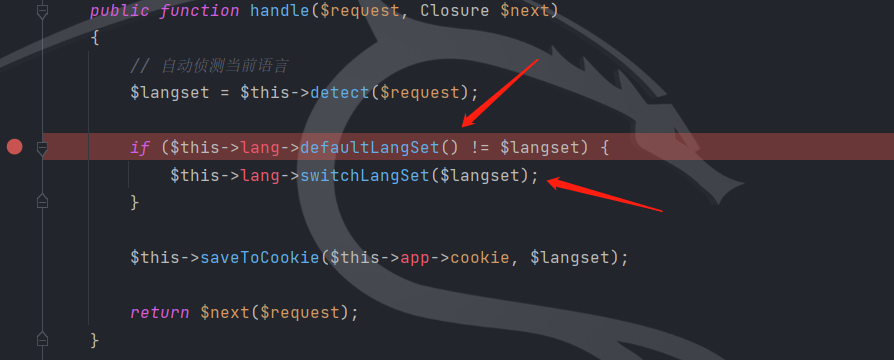 public function handle($request, Closure $next)
{
// 自动侦测当前语言
$langset = $this->detect($request);
if ($this->lang->defaultLangSet() != $langset) {
$this->lang->switchLangSet($langset);
}
$this->saveToCookie($this->app->cookie, $langset);
return $next($request);
}